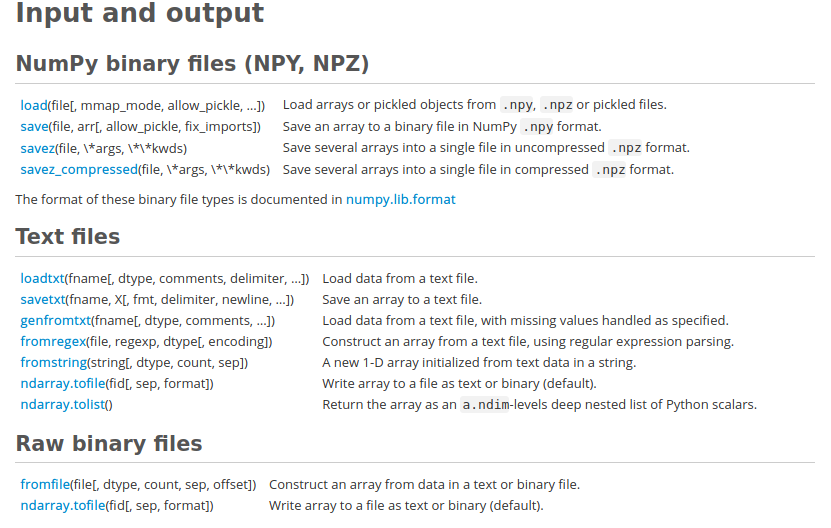 Input and output
NumPy binary files (NPY, NPZ)
load(file[, mmap_mode, allow_pickle, …]) Load arrays or pickled objects from .npy, .npz or pickled files.
save(file, arr[, allow_pickle, fix_imports]) Save an array to a binary file in NumPy .npy format.
savez(file, \*args, \*\*kwds) Save several arrays into a single file in uncompressed .npz format.
savez_compressed(file, \*args, \*\*kwds) Save several arrays into a single file in compressed .npz format.
The format of these binary file types is documented in numpy.lib.format
Text files
loadtxt(fname[, dtype, comments, delimiter, …]) Load data from a text file.
savetxt(fname, X[, fmt, delimiter, newline, …]) Save an array to a text file.
genfromtxt(fname[, dtype, comments, …]) Load data from a text file, with missing values handled as specified.
fromregex(file, regexp, dtype[, encoding]) Construct an array from a text file, using regular expression parsing.
fromstring(string[, dtype, count, sep]) A new 1-D array initialized from text data in a string.
ndarray.tofile(fid[, sep, format]) Write array to a file as text or binary (default).
ndarray.tolist() Return the array as an a.ndim-levels deep nested list of Python scalars.
Raw binary files
fromfile(file[, dtype, count, sep, offset]) Construct an array from data in a text or binary file.
ndarray.tofile(fid[, sep, format]) Write array to a file as text or binary (default).